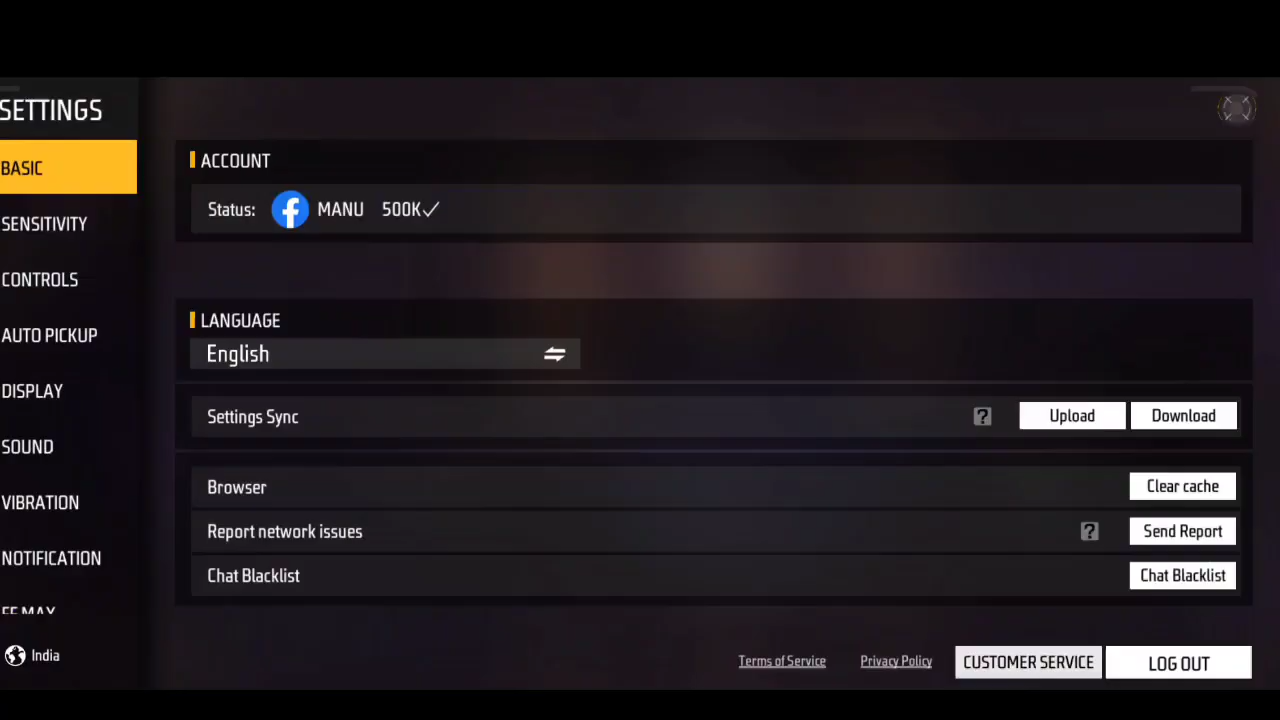 SETTINGS
BASIC
SENSITIVITY
CONTROLS
AUTO PICKUP
DISPLAY
SOUND
VIBRATION
NOTIFICATION
FF MAX
India
ACCOUNT
Status: MANU 500K✓
LANGUAGE
English
Settings Sync ? Upload Download
Browser Clear cache
Report network issues ? Send Report
Chat Blacklist Chat Blacklist
Terms of Service Privacy Policy CUSTOMER SERVICE LOG OUT